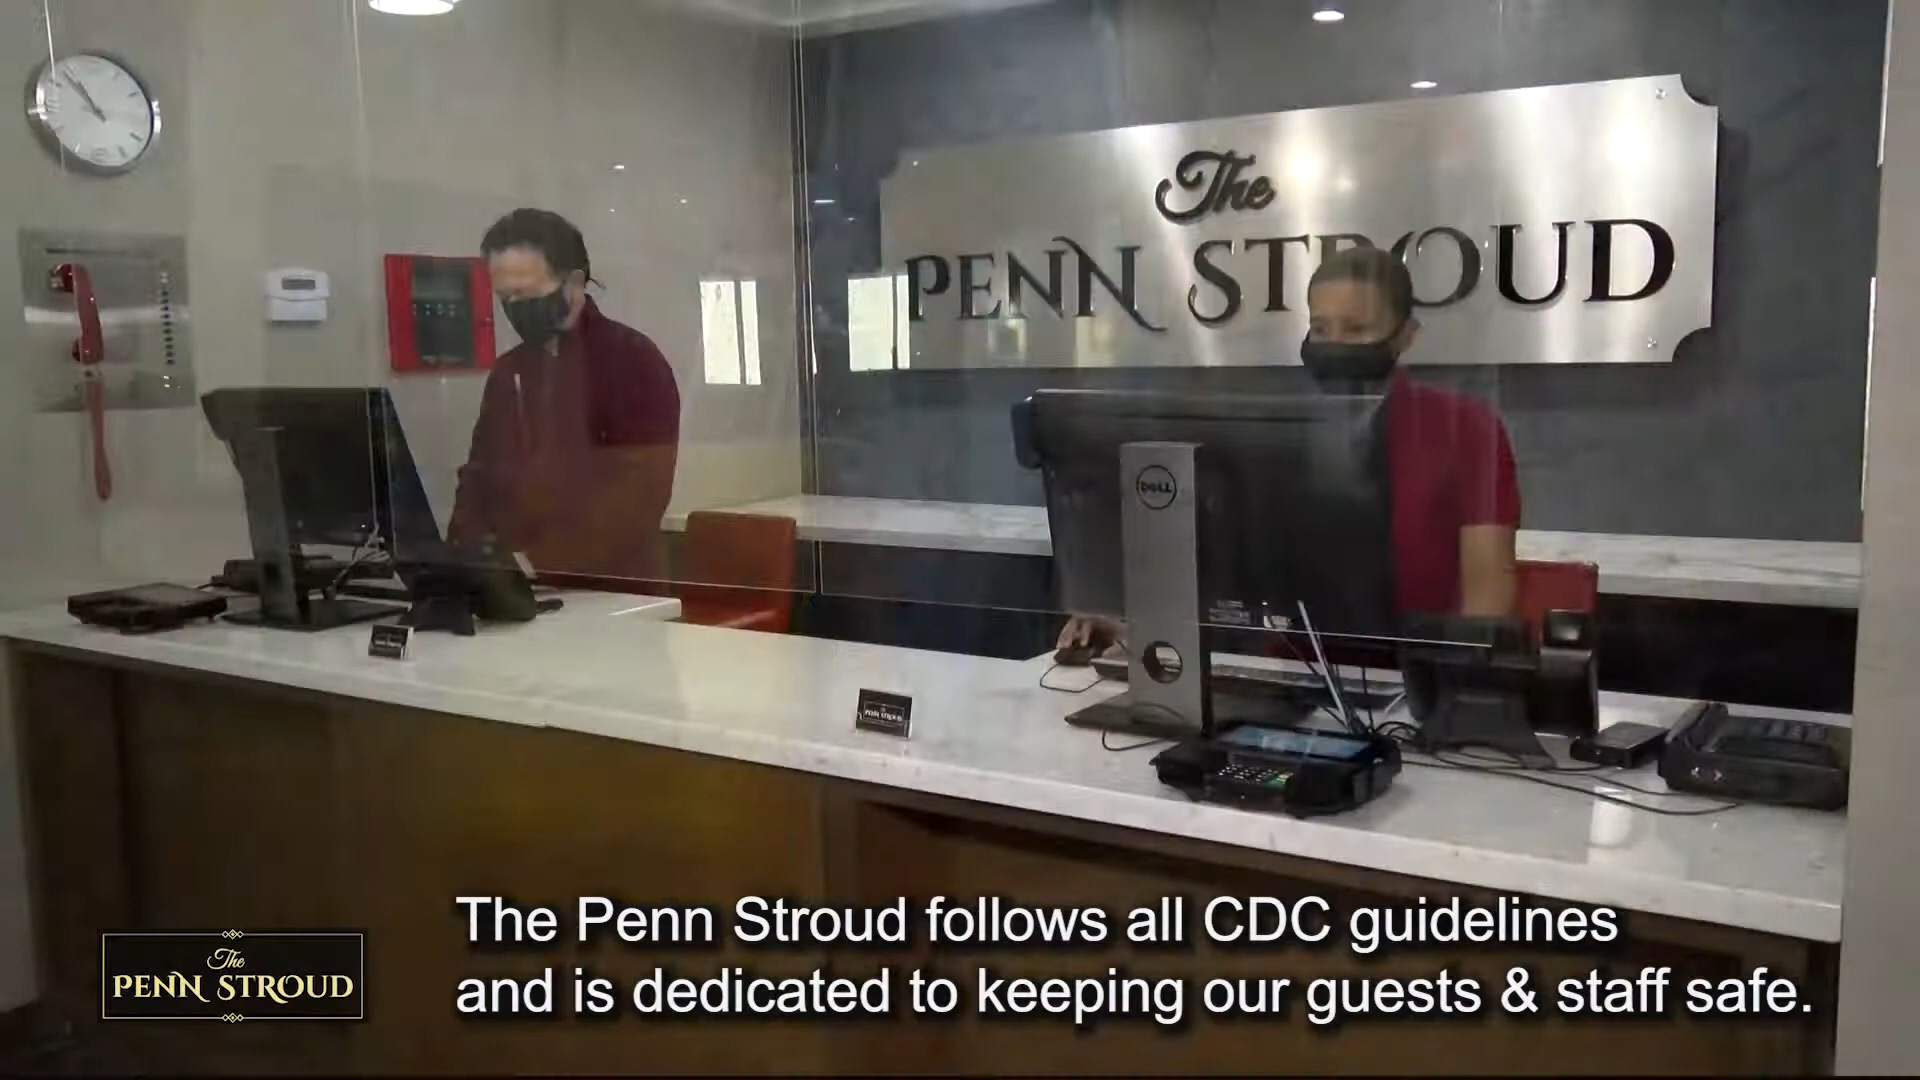 The
PENN STROUD
DELL
The
PENN STROUD
The Penn Stroud follows all CDC guidelines
and is dedicated to keeping our guests & staff safe.